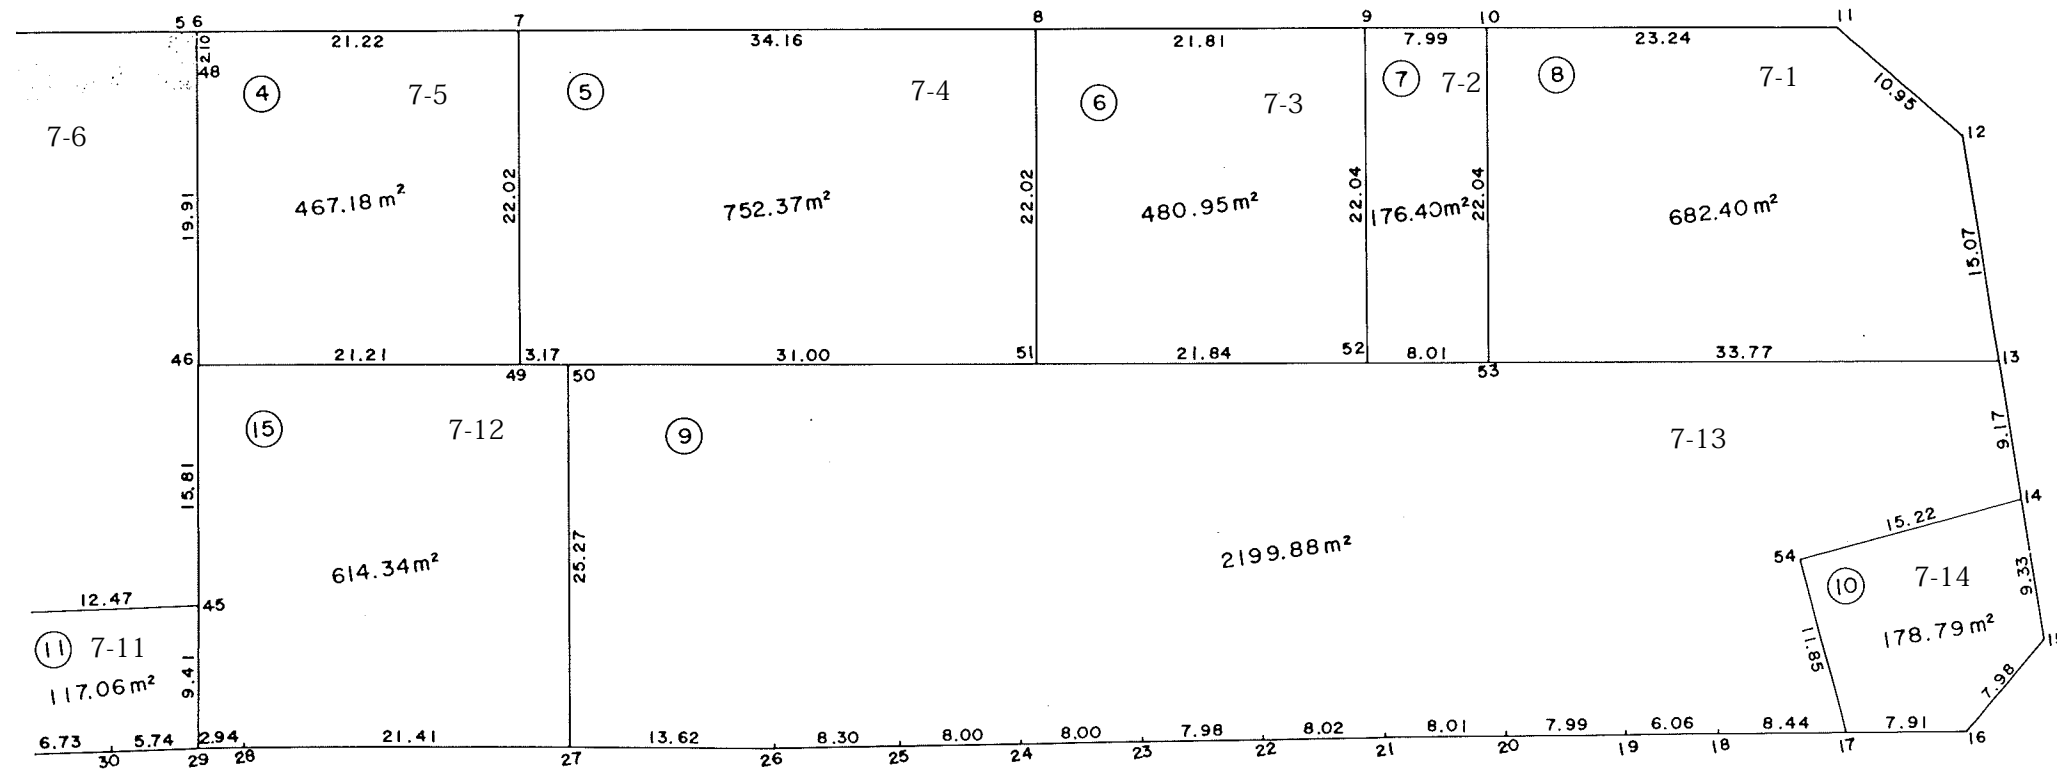 5 6 7 8 9 10 11
21.22 34.16 21.81 7.99 23.24
2.10
48
④ 7-5 ⑤ 7-4 ⑥ 7-3 ⑦ 7-2 ⑧ 7-1
10.95
12
7-6
19.91 22.02 22.02 22.04 22.04
467.18 m² 752.37 m² 480.95 m² 176.40 m² 682.40 m²
15.07
46 21.21 3.17 31.00 51 21.84 52 8.01 33.77 13
49 50 53
⑮ 7-12 ⑨ 7-13
9.17
15.81
14
15.22
25.27
614.34 m² 2199.88 m²
54
9.33
12.47 45
⑩ 7-14
178.79 m²
11.85
⑪ 7-11
9.41
117.06 m²
7.98
6.73 5.74 2.94 21.41 13.62 8.30 8.00 8.00 7.98 8.02 8.01 7.99 6.06 8.44 7.91
30 29 28 27 26 25 24 23 22 21 20 19 18 17 16